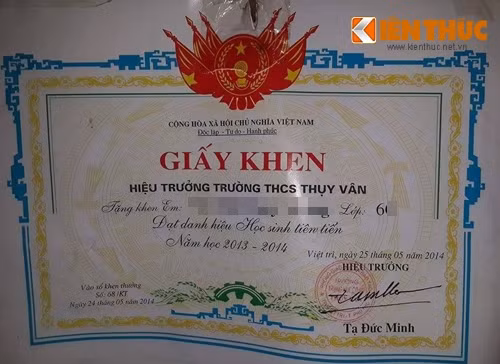 KIẾN THỨC
www.kienthuc.net.vn
CỘNG HÒA XÃ HỘI CHỦ NGHĨA VIỆT NAM
Độc lập - Tự do - Hạnh phúc
GIẤY KHEN
HIỆU TRƯỞNG TRƯỜNG THCS THỤY VÂN
Tặng khen Em: Lớp: 6
Đạt danh hiệu Học sinh tiên tiến
Năm học 2013 - 2014
Việt trì, ngày 25 tháng 05 năm 2014
HIỆU TRƯỞNG
Vào sổ khen thưởng
Số: 68/KT
Ngày 24 tháng 05 năm 2014
Tạ Đức Minh